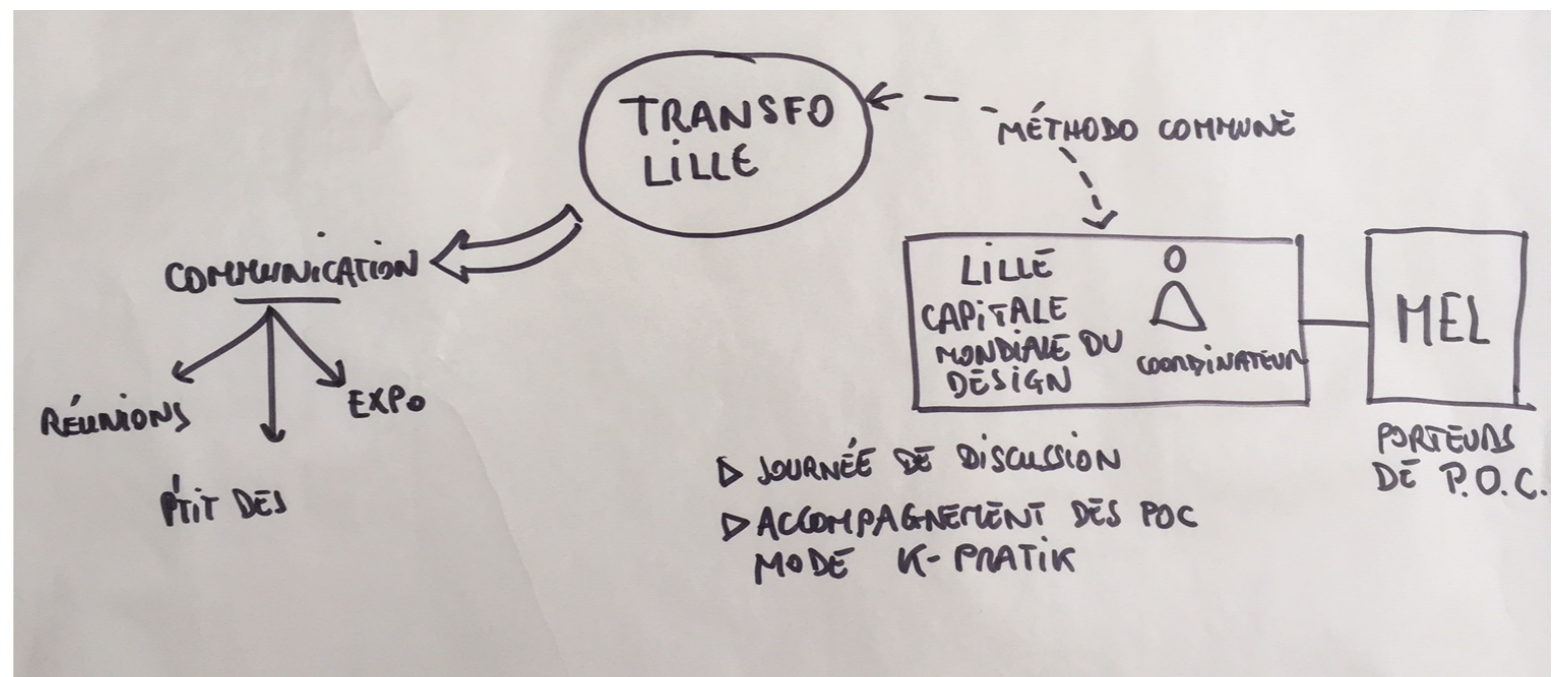 TRANSFO
LILLE
MÉTHODO COMMUNE
COMMUNICATION
RÉUNIONS
EXPO
P'TIT DES
LILLE
CAPITALE
MONDIALE DU
DESIGN
COORDINATEUR
MEL
PORTEURS
DE P.O.C.
JOURNÉE DE DISCUSSION
ACCOMPAGNEMENT DES POC
MODE K-PRATIK